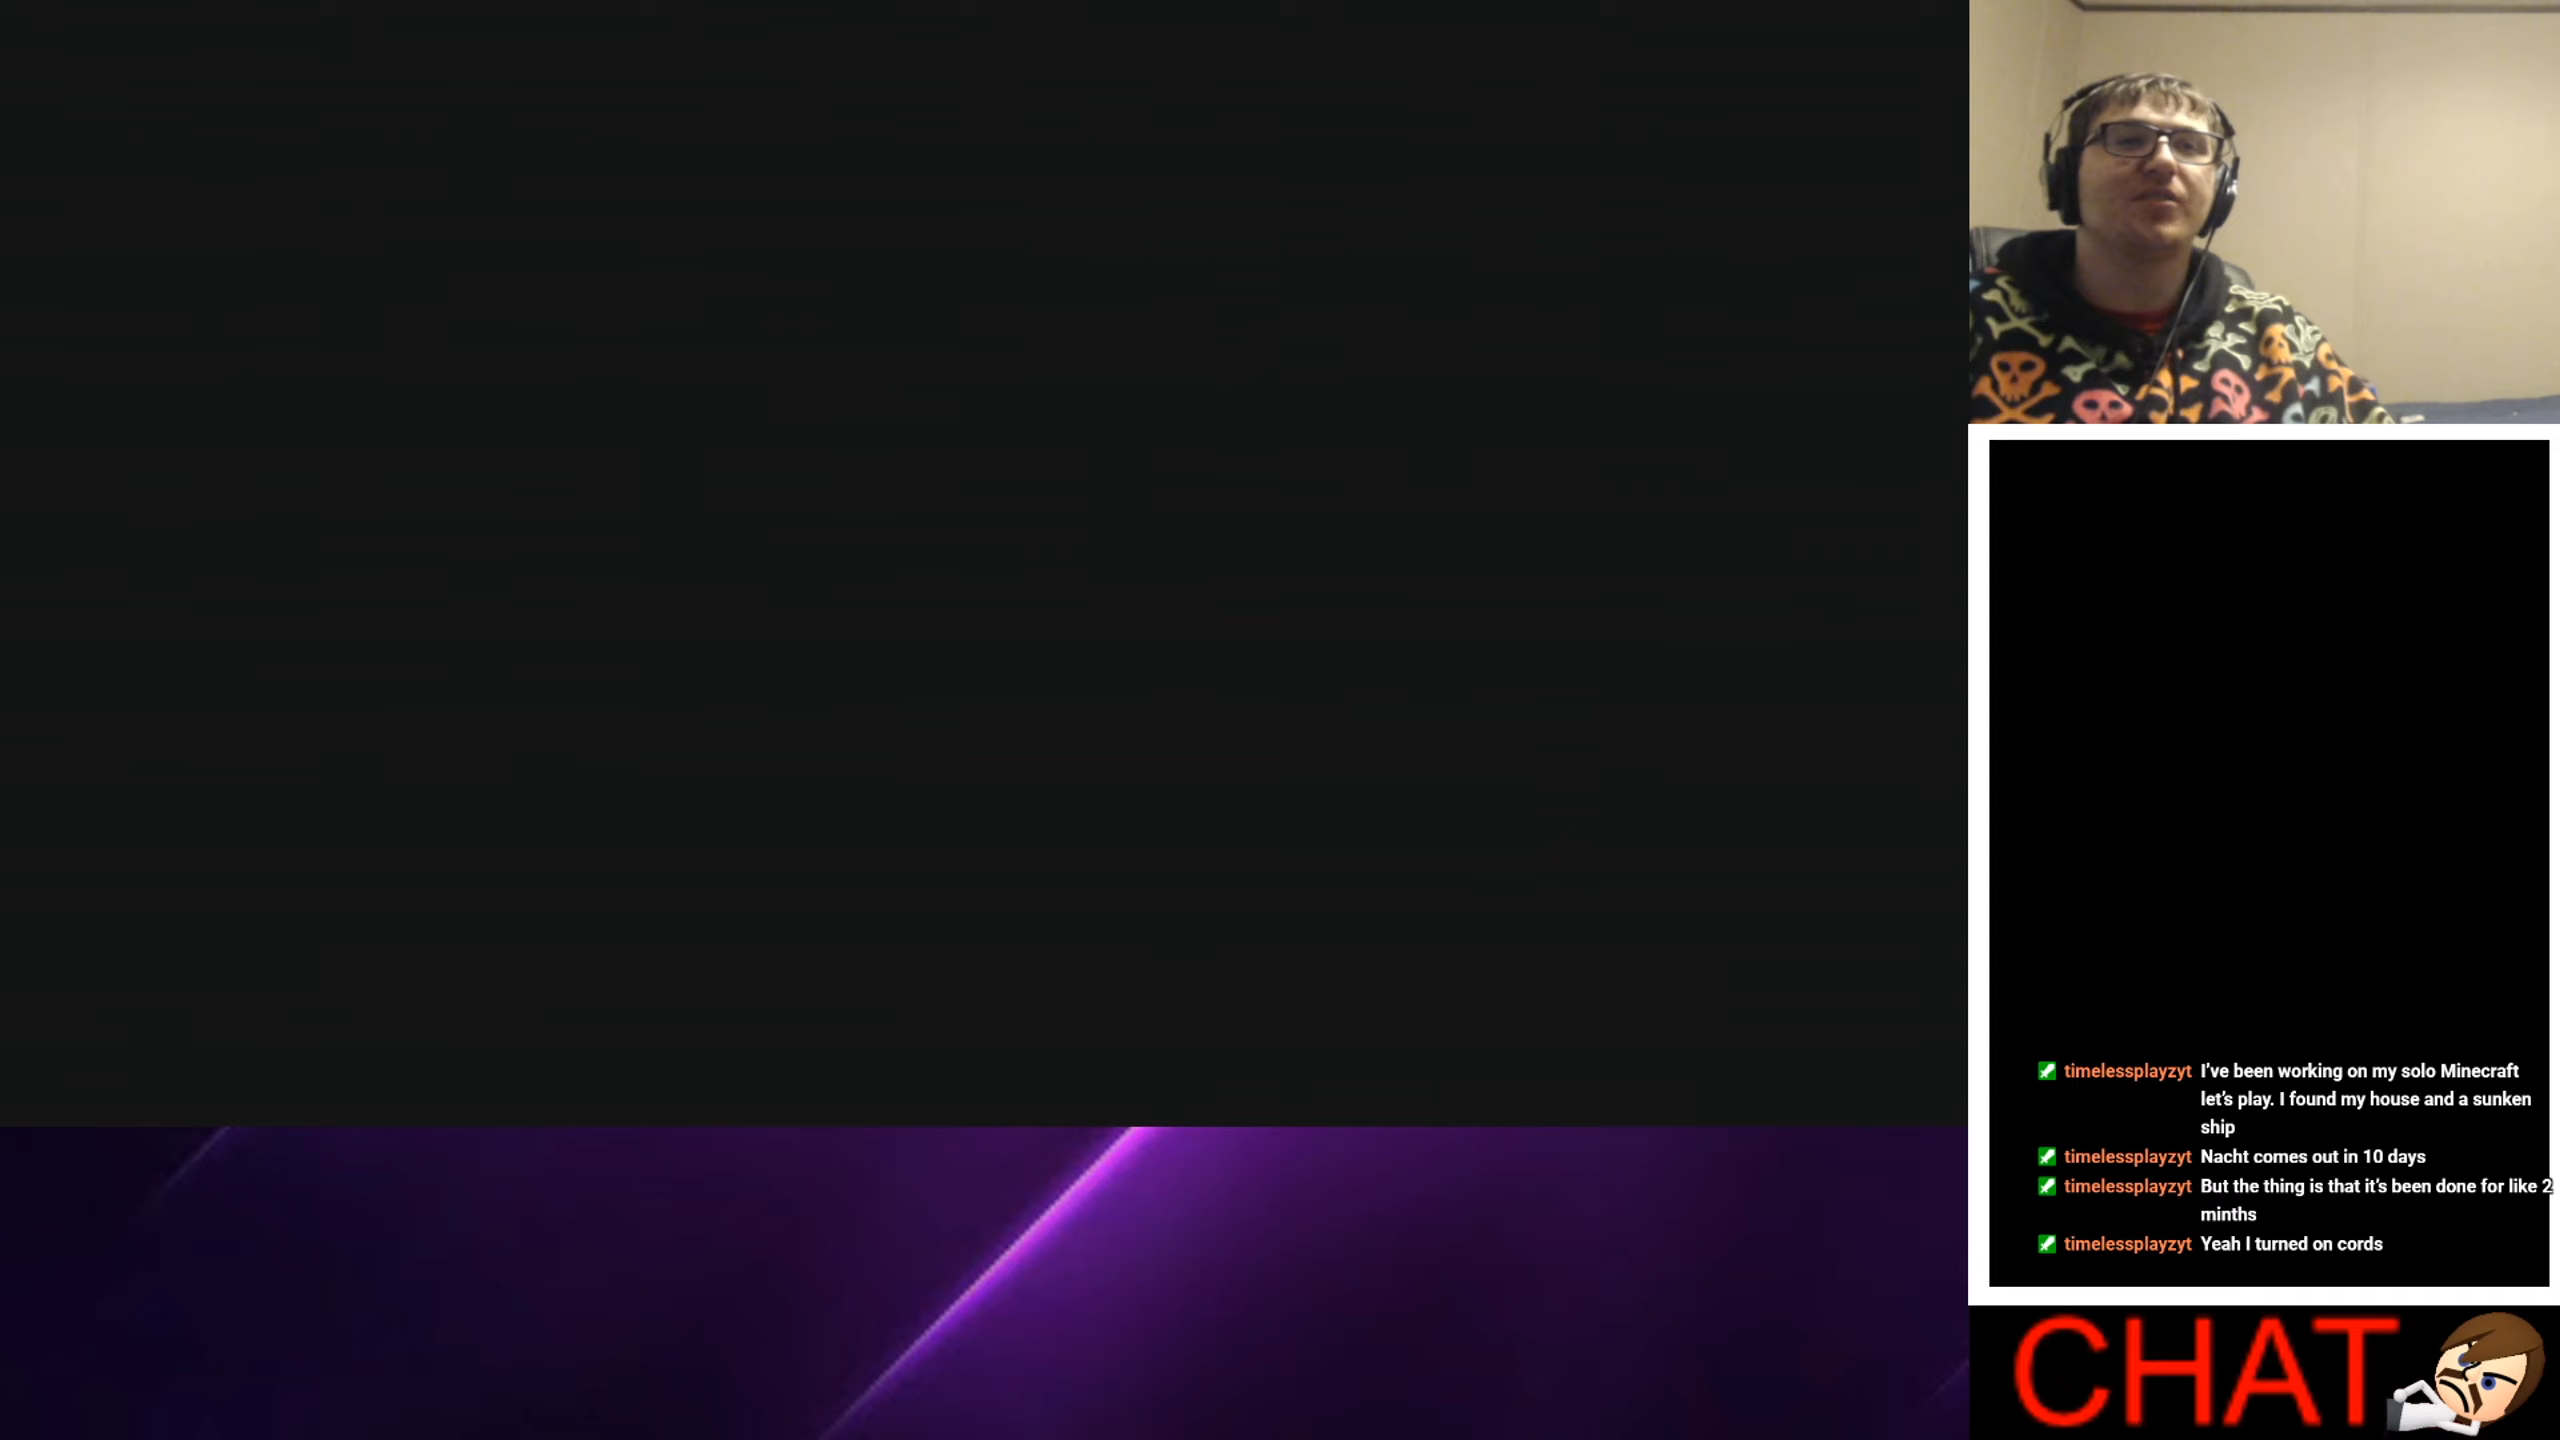 timelessplayzyt I've been working on my solo Minecraft
let's play. I found my house and a sunken
ship
timelessplayzyt Nacht comes out in 10 days
timelessplayzyt But the thing is that it's been done for like 2
minths
timelessplayzyt Yeah I turned on cords
CHAT